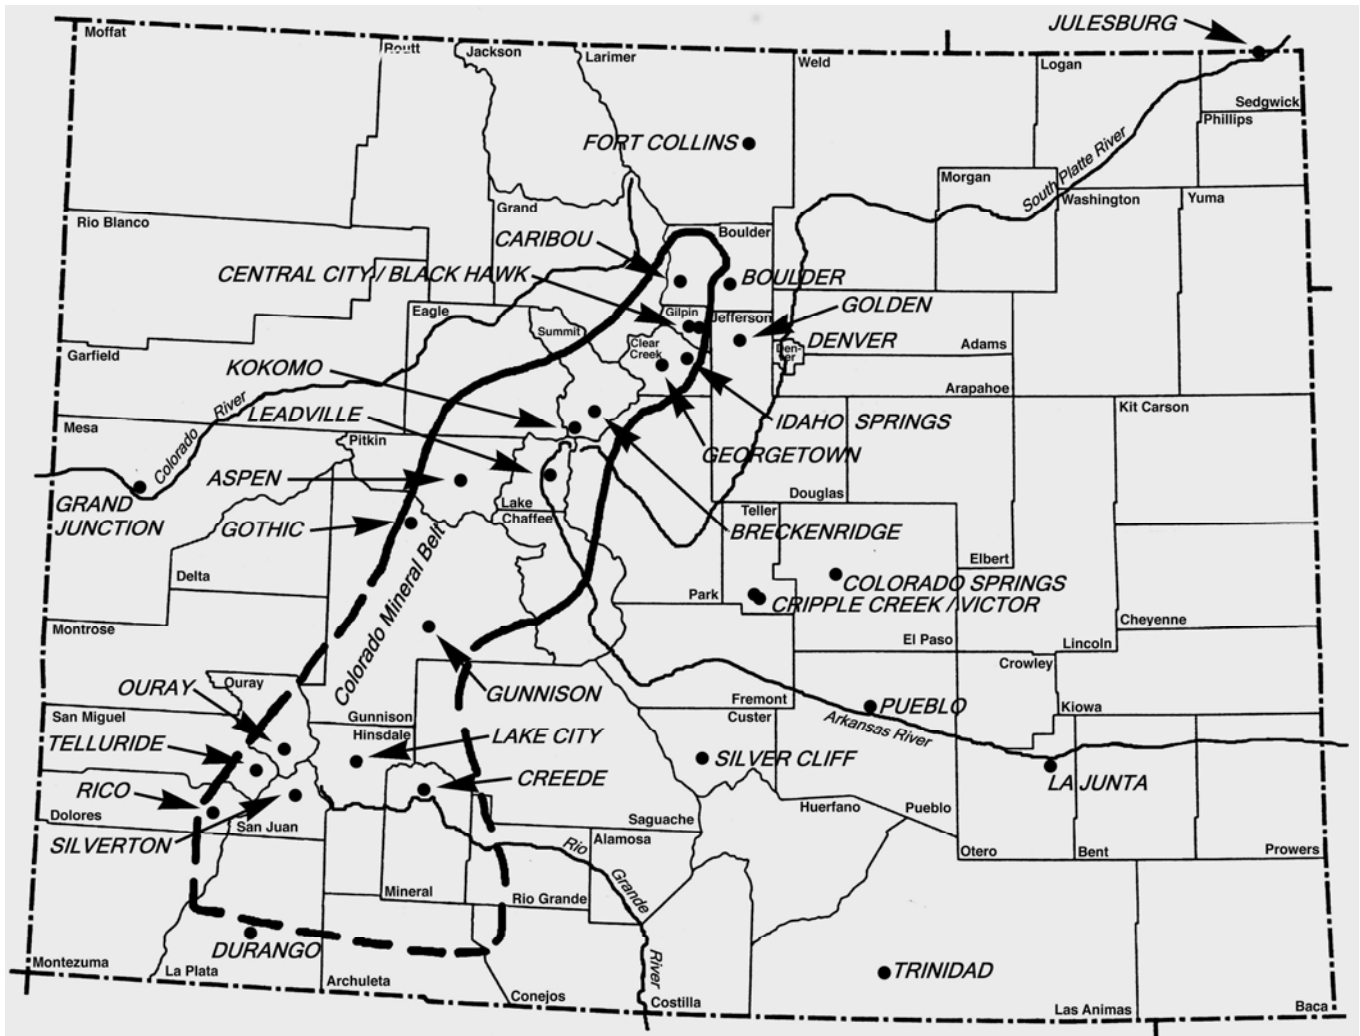 JULESBURG
Moffat
Routt
Jackson
Larimer
Weld
Logan
Sedgwick
Phillips
FORT COLLINS
South Platte River
Morgan
Washington
Yuma
Rio Blanco
Grand
CARIBOU
Boulder
CENTRAL CITY / BLACK HAWK
BOULDER
Eagle
Summit
Gilpin
Jefferson
GOLDEN
Garfield
Clear
Creek
Den-
ver
DENVER
Adams
KOKOMO
Arapahoe
Colorado River
LEADVILLE
IDAHO SPRINGS
Kit Carson
Mesa
Pitkin
GEORGETOWN
ASPEN
GRAND
JUNCTION
Lake
Chaffee
Douglas
Teller
GOTHIC
BRECKENRIDGE
Colorado Mineral Belt
Elbert
Delta
COLORADO SPRINGS
Park
CRIPPLE CREEK / VICTOR
Cheyenne
Montrose
El Paso
Lincoln
Crowley
OURAY
Ouray
GUNNISON
Fremont
PUEBLO
Kiowa
San Miguel
Gunnison
Custer
Arkansas River
TELLURIDE
Hinsdale
LAKE CITY
SILVER CLIFF
RICO
CREEDE
LA JUNTA
Dolores
San Juan
Saguache
Huerfano
Pueblo
SILVERTON
Rio Grande River
Alamosa
Otero
Bent
Prowers
Mineral
Rio Grande
DURANGO
Montezuma
La Plata
Archuleta
Conejos
Costilla
TRINIDAD
Las Animas
Baca